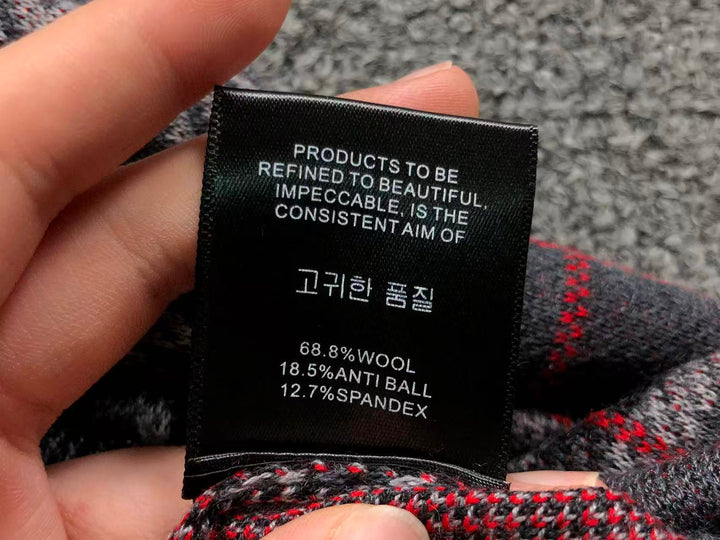 PRODUCTS TO BE
REFINED TO BEAUTIFUL,
IMPECCABLE, IS THE
CONSISTENT AIM OF
고귀한 품질
68.8%WOOL
18.5%ANTI BALL
12.7%SPANDEX